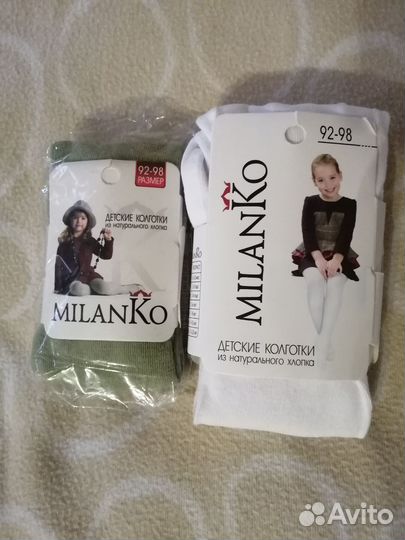 92-98
РАЗМЕР
ДЕТСКИЕ КОЛГОТКИ
из натурального хлопка
MILANKO
92-98
MILANKO
ДЕТСКИЕ КОЛГОТКИ
из натурального хлопка
Avito